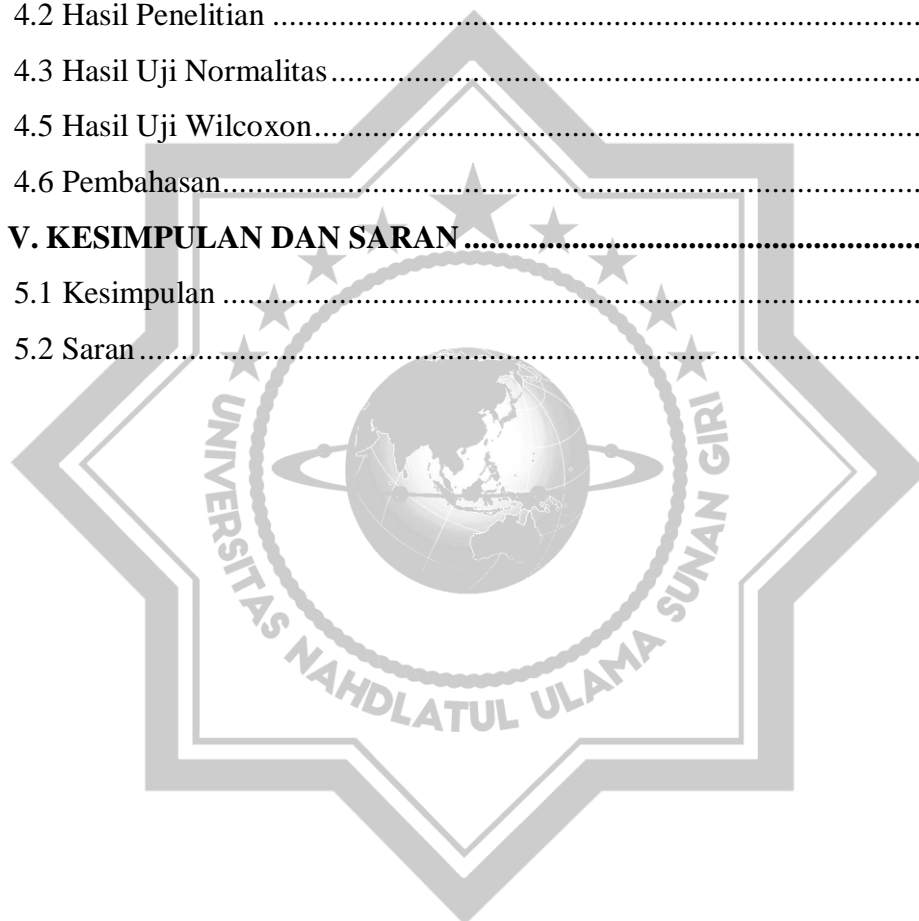 4.2 Hasil Penelitian ................................................................................
4.3 Hasil Uji Normalitas ........................................................................
4.5 Hasil Uji Wilcoxon...........................................................................
4.6 Pembahasan.....................................................................................
V. KESIMPULAN DAN SARAN ..........................................................
5.1 Kesimpulan .....................................................................................
5.2 Saran ...............................................................................................
UNIVERSITAS NAHDLATUL ULAMA SUNAN GIRI